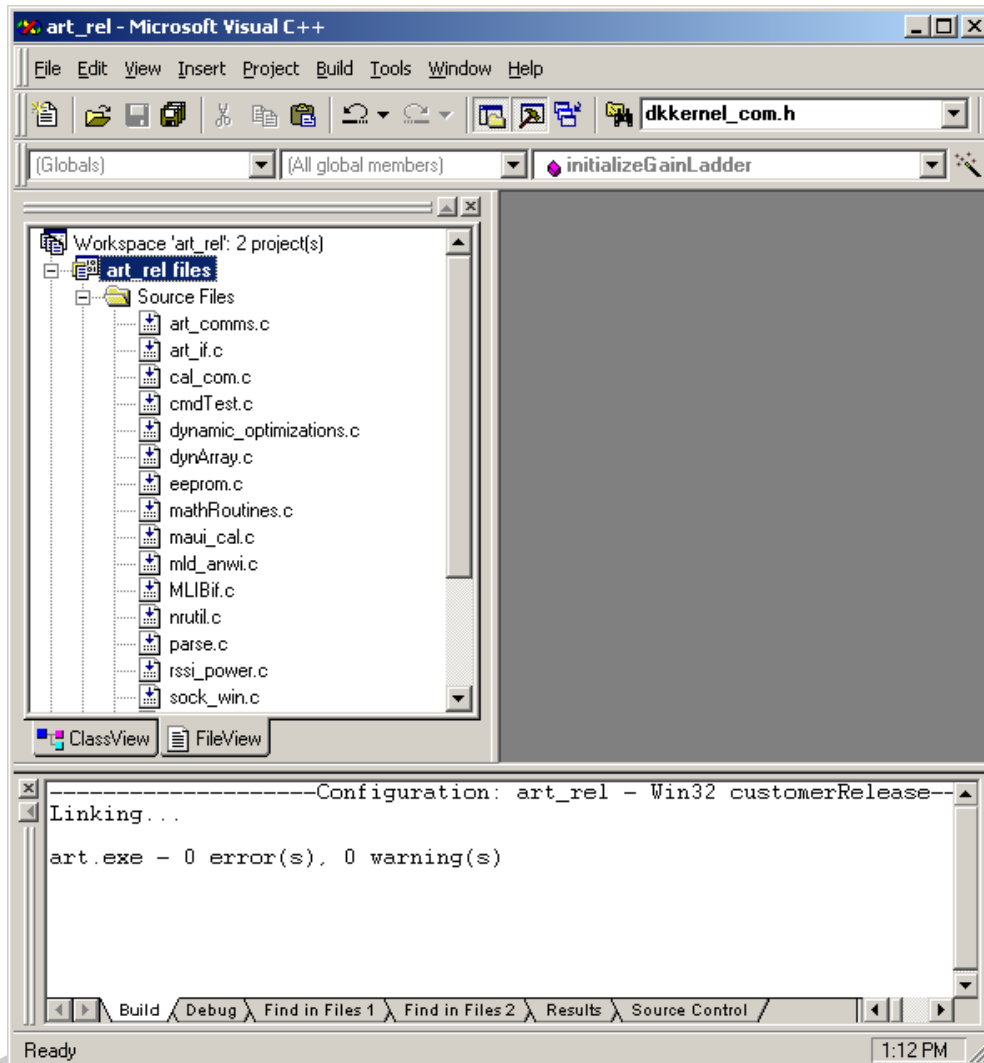 art_rel - Microsoft Visual C++
File Edit View Insert Project Build Tools Window Help
dkkernel_com.h
(Globals) (All global members) initializeGainLadder
Workspace 'art_rel': 2 project(s)
art_rel files
Source Files
art_comms.c
art_if.c
cal_com.c
cmdTest.c
dynamic_optimizations.c
dynArray.c
eeprom.c
mathRoutines.c
maui_cal.c
mld_anwi.c
MLIBif.c
nrutil.c
parse.c
rssi_power.c
sock_win.c
ClassView FileView
--------------------Configuration: art_rel - Win32 customerRelease--
Linking...
art.exe - 0 error(s), 0 warning(s)
Build Debug Find in Files 1 Find in Files 2 Results Source Control
Ready 1:12 PM